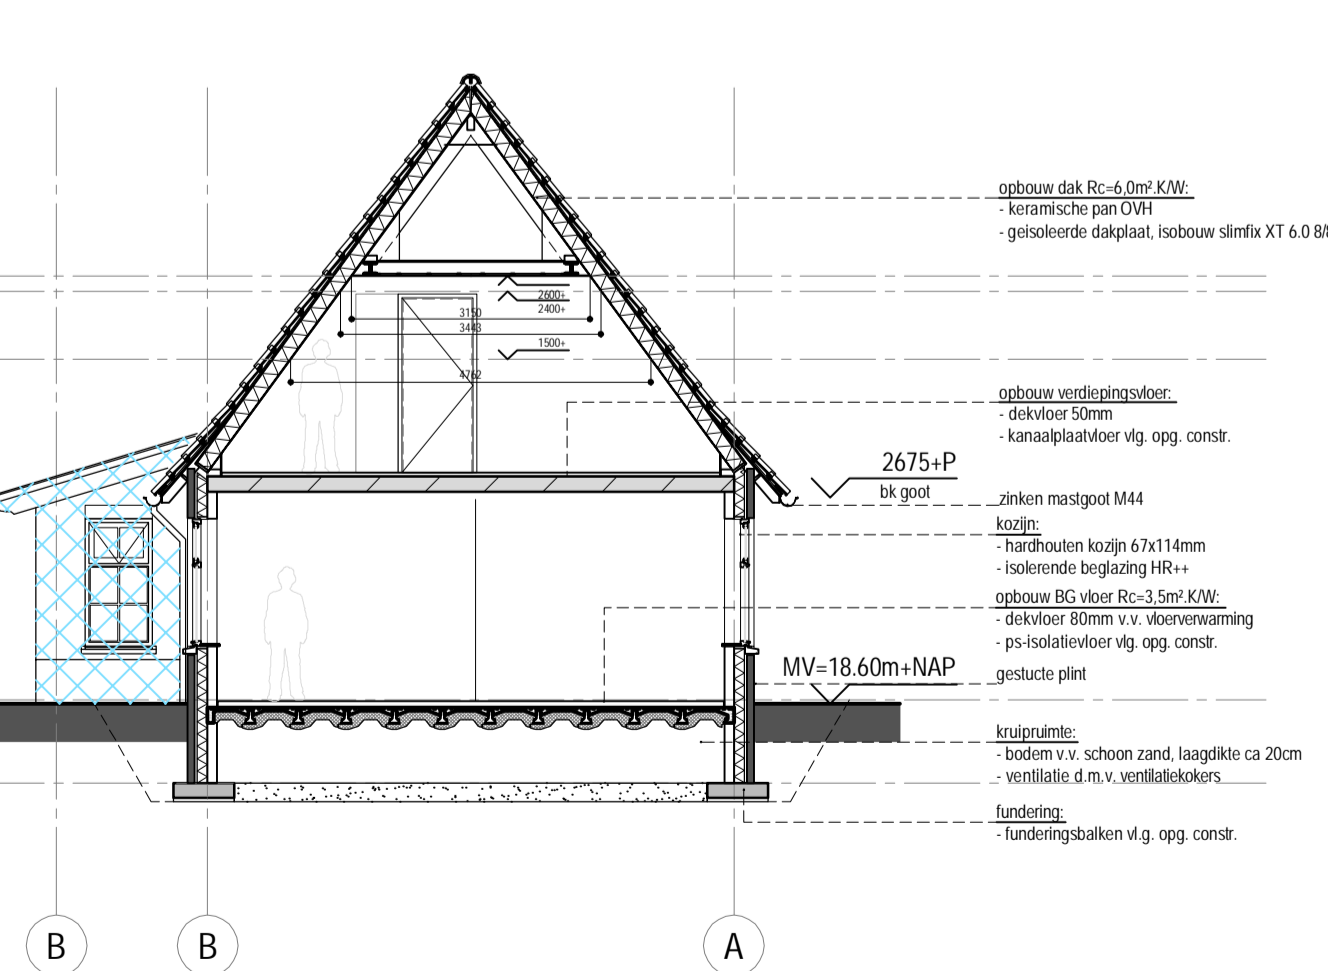 opbouw dak Rc=6,0m².K/W:
- keramische pan OVH
- geisoleerde dakplaat, isobouw slimfix XT 6.0 8/8
2600+
2400+
3150
3443
1500+
4762
opbouw verdiepingsvloer:
- dekvloer 50mm
- kanaalplaatvloer vlg. opg. constr.
2675+P
bk goot
zinken mastgoot M44
kozijn:
- hardhouten kozijn 67x114mm
- isolerende beglazing HR++
opbouw BG vloer Rc=3,5m².K/W:
- dekvloer 80mm v.v. vloerverwarming
- ps-isolatievloer vlg. opg. constr.
MV=18.60m+NAP
gestucte plint
kruipruimte:
- bodem v.v. schoon zand, laagdikte ca 20cm
- ventilatie d.m.v. ventilatiekokers
fundering:
- funderingsbalken vl.g. opg. constr.
B
B
A